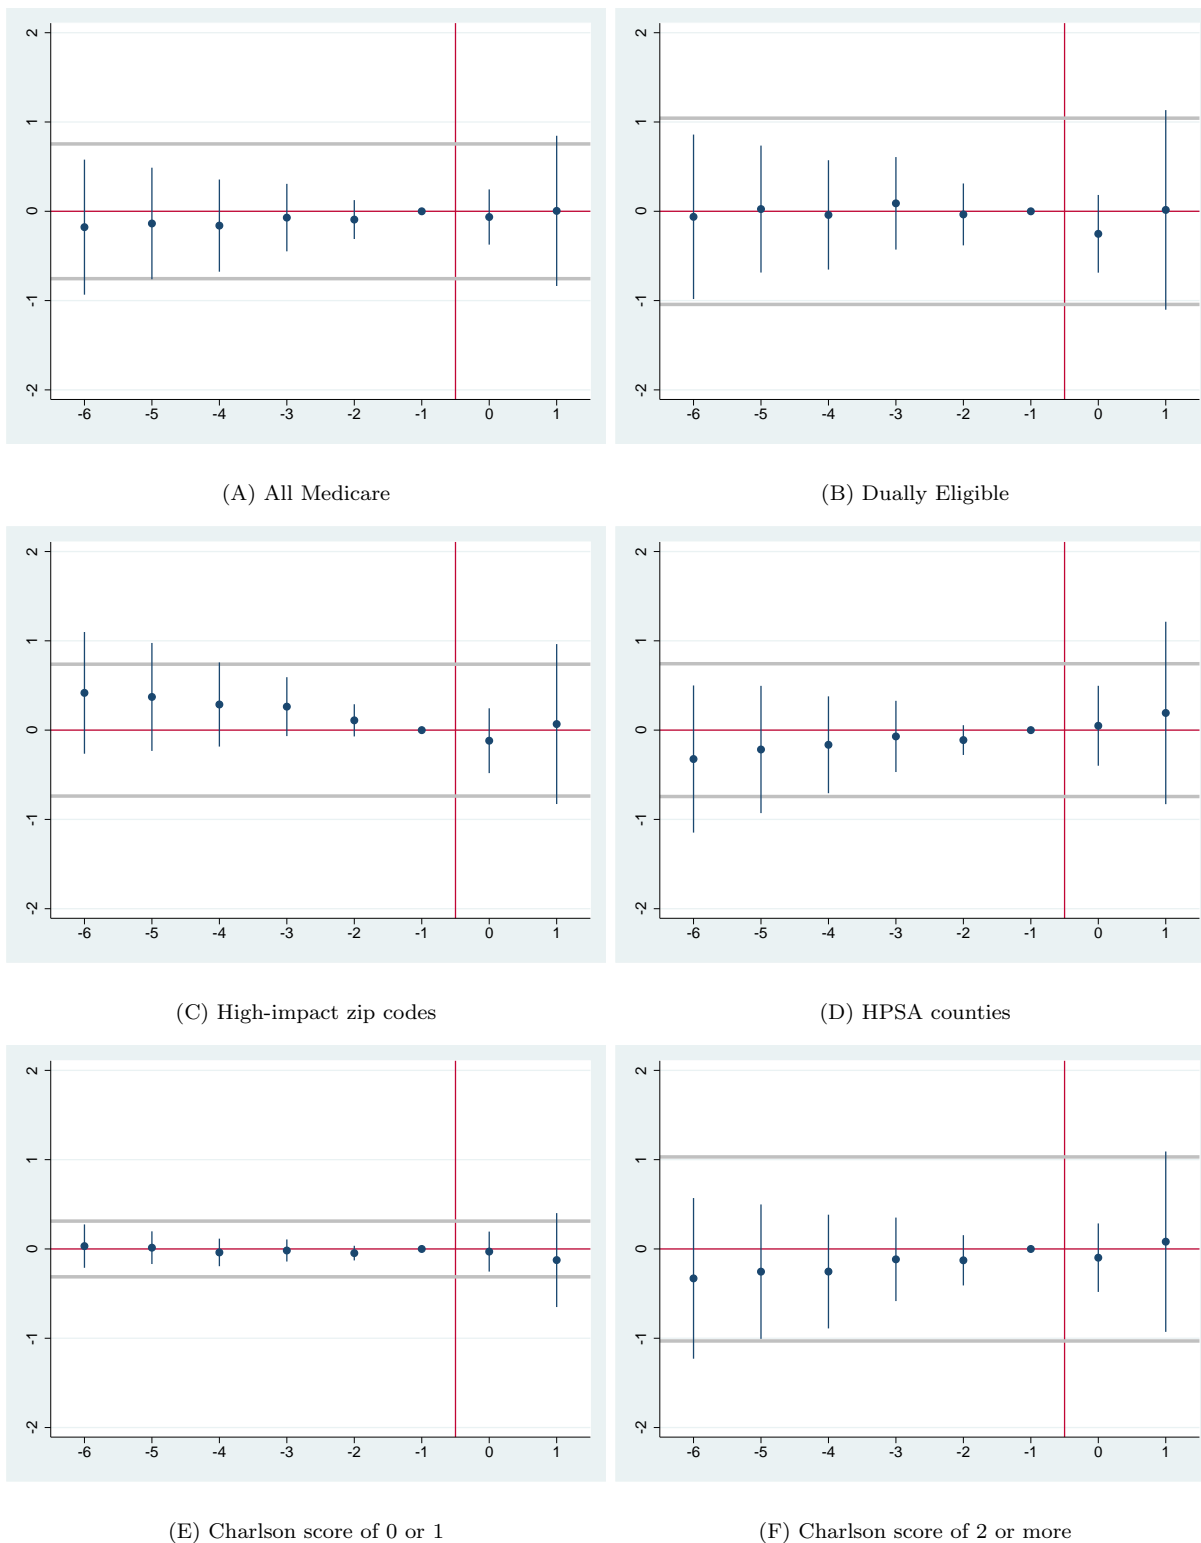 2
2
1
1
0
0
-1
-1
-2
-2
-6 -5 -4 -3 -2 -1 0 1
-6 -5 -4 -3 -2 -1 0 1
(A) All Medicare
(B) Dually Eligible
2
2
1
1
0
0
-1
-1
-2
-2
-6 -5 -4 -3 -2 -1 0 1
-6 -5 -4 -3 -2 -1 0 1
(C) High-impact zip codes
(D) HPSA counties
2
2
1
1
0
0
-1
-1
-2
-2
-6 -5 -4 -3 -2 -1 0 1
-6 -5 -4 -3 -2 -1 0 1
(E) Charlson score of 0 or 1
(F) Charlson score of 2 or more